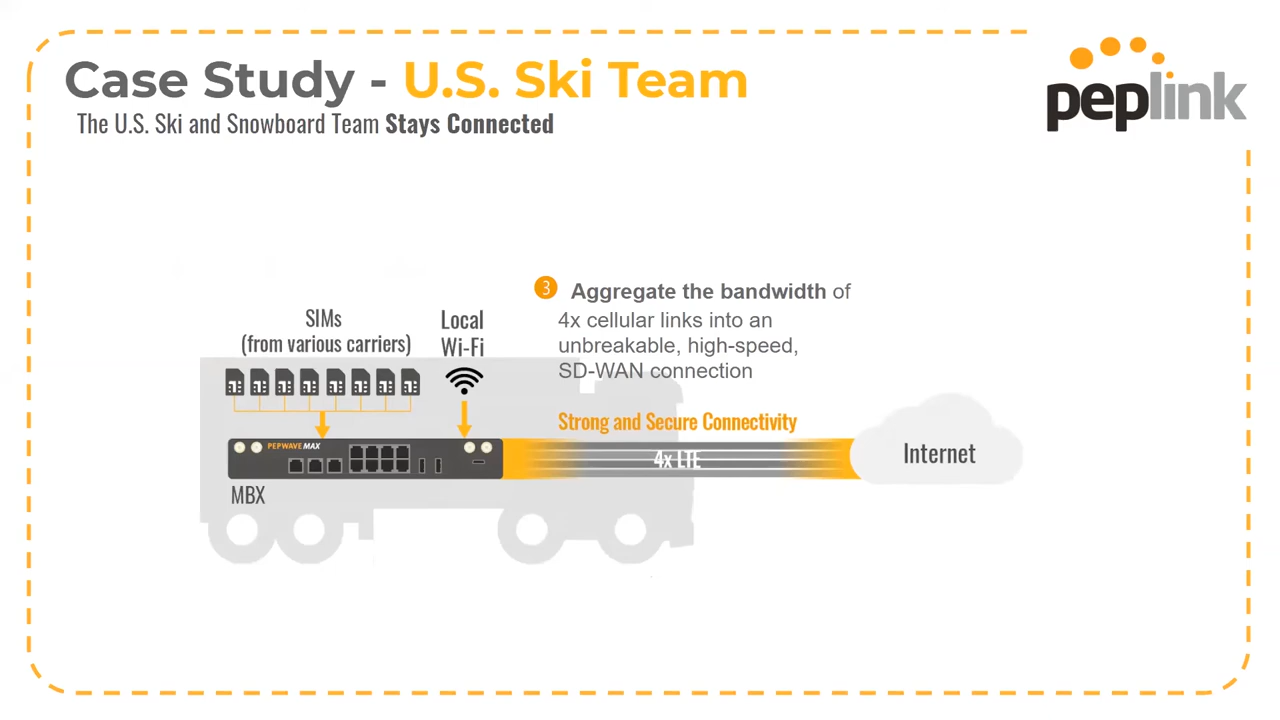 Case Study - U.S. Ski Team
The U.S. Ski and Snowboard Team Stays Connected
peplink
3 Aggregate the bandwidth of
4x cellular links into an
unbreakable, high-speed,
SD-WAN connection
SIMs
(from various carriers)
Local
Wi-Fi
Strong and Secure Connectivity
PEPWAVE MAX
4x LTE
Internet
MBX